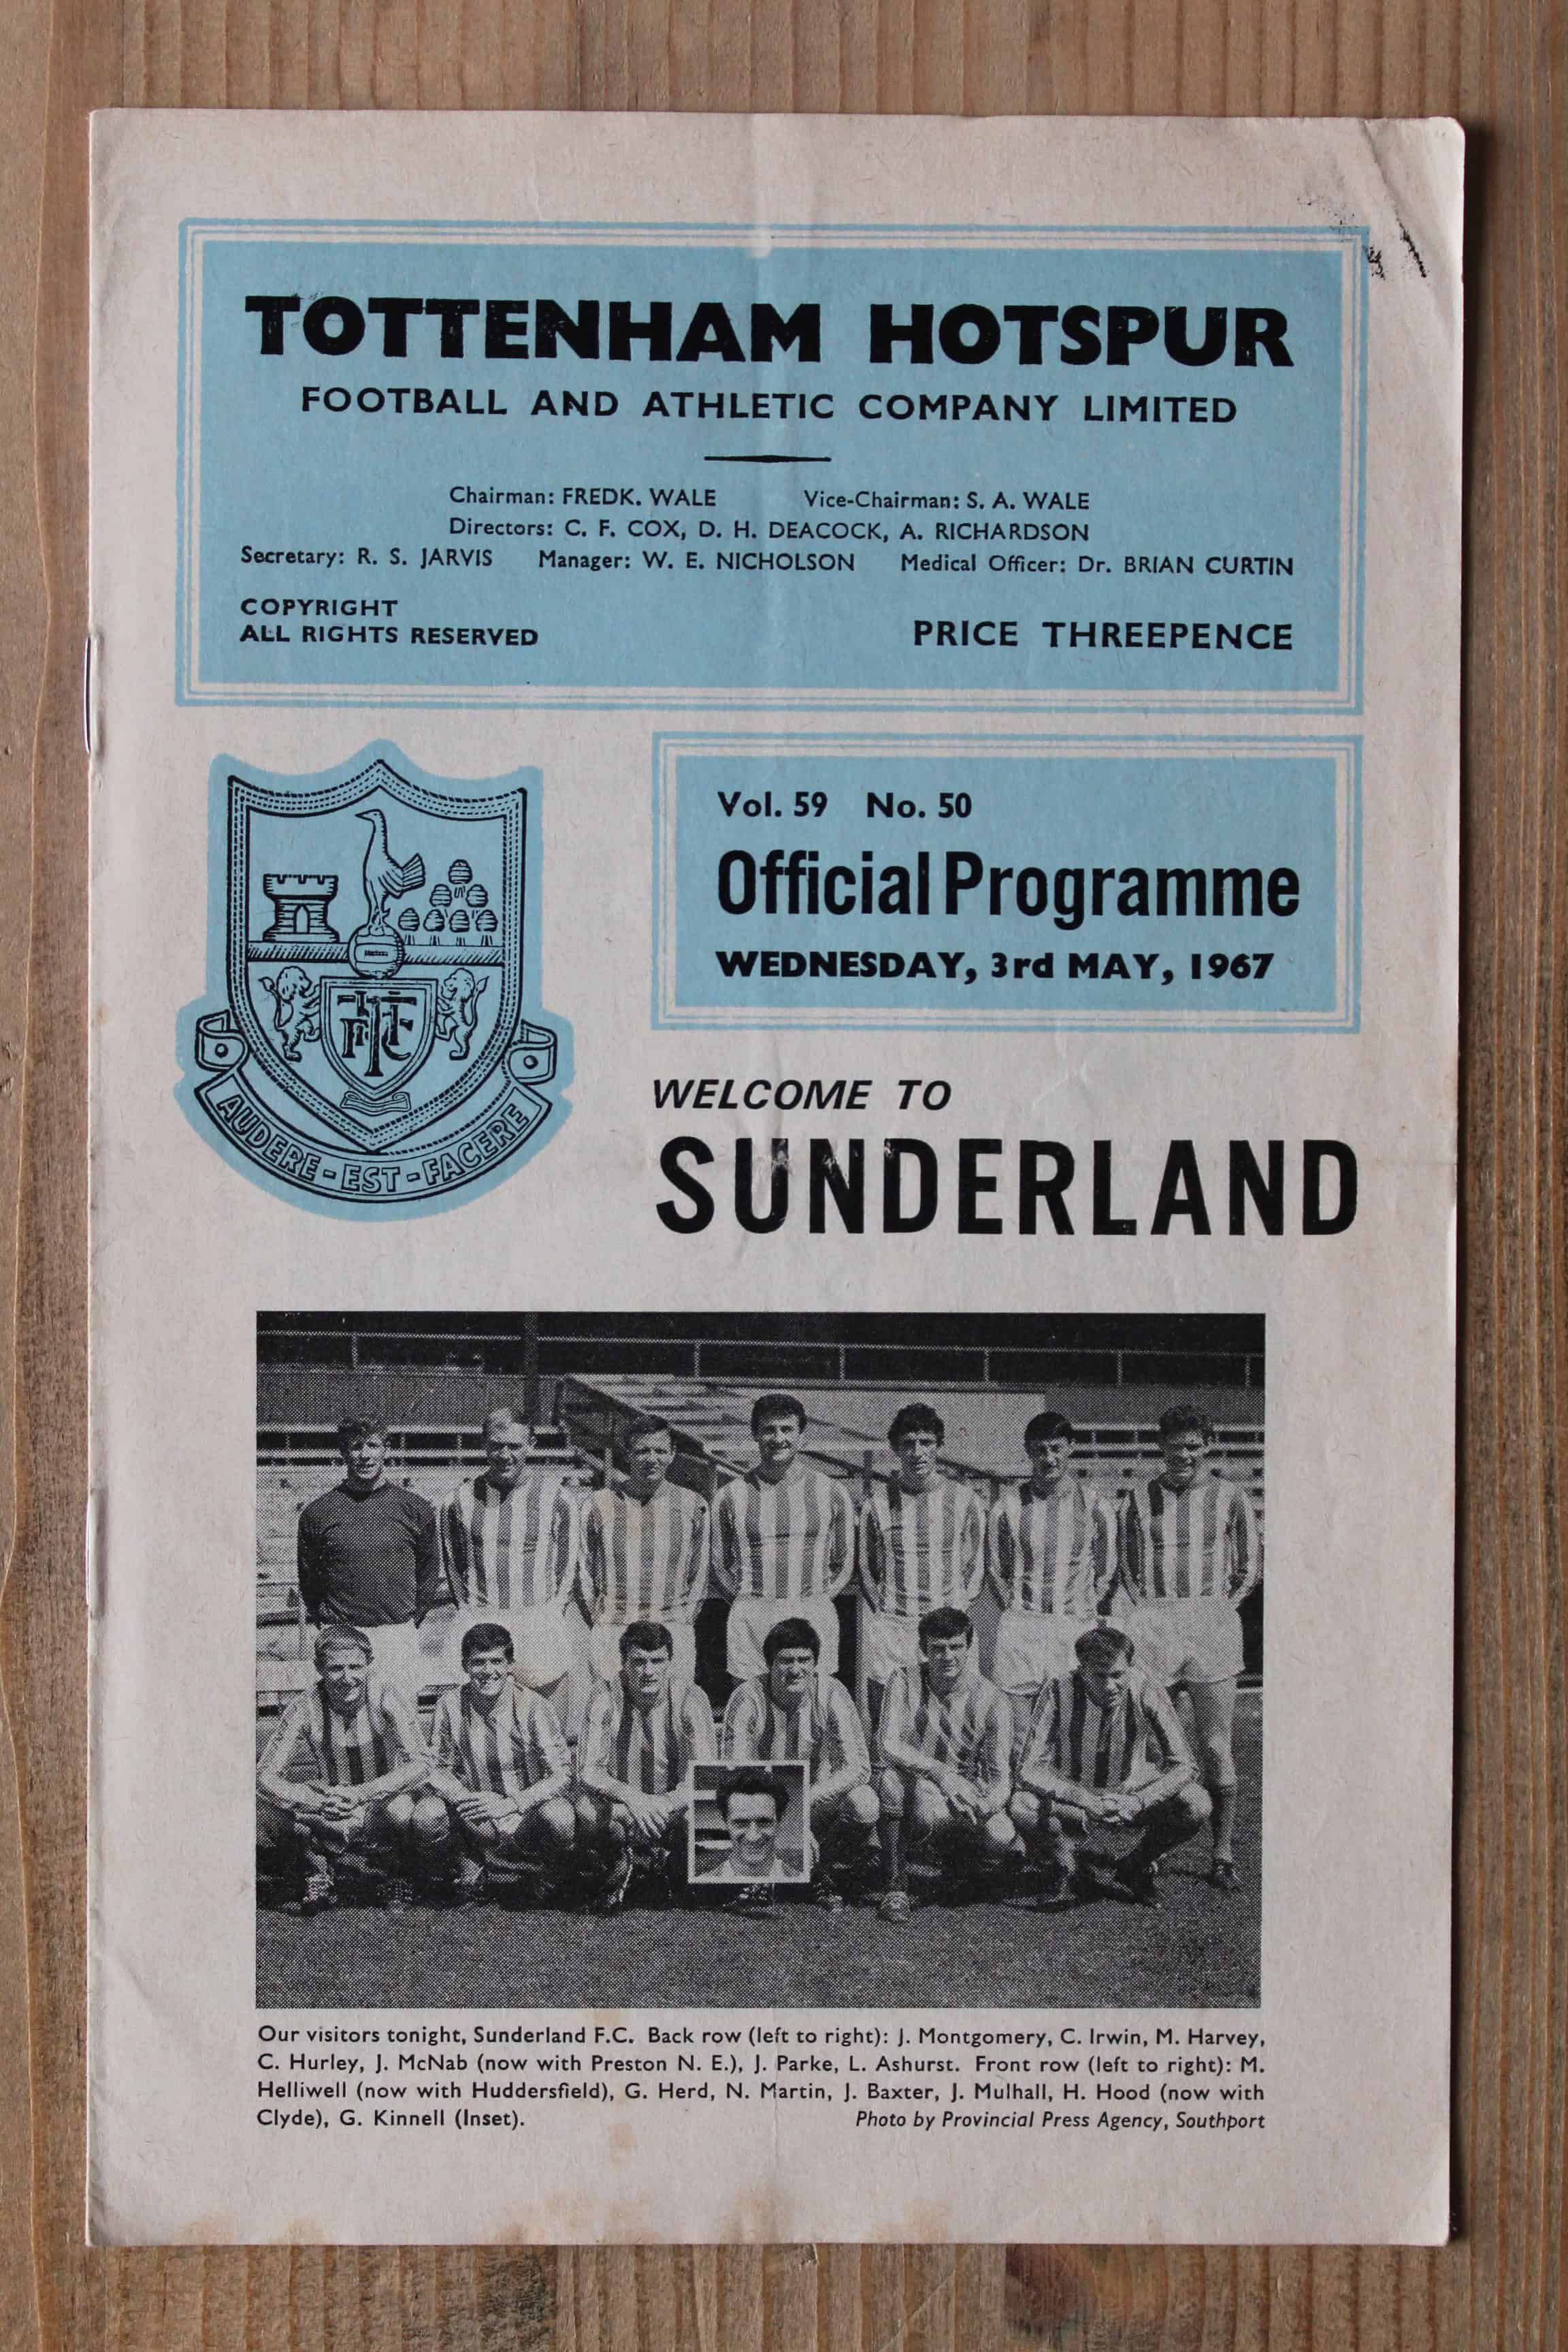 TOTTENHAM HOTSPUR
FOOTBALL AND ATHLETIC COMPANY LIMITED
Chairman: FREDK. WALE Vice-Chairman: S. A. WALE
Directors: C. F. COX, D. H. DEACOCK, A. RICHARDSON
Secretary: R. S. JARVIS Manager: W. E. NICHOLSON Medical Officer: Dr. BRIAN CURTIN
COPYRIGHT
ALL RIGHTS RESERVED
PRICE THREEPENCE
Vol. 59 No. 50
Official Programme
WEDNESDAY, 3rd MAY, 1967
AUDERE-EST-FACERE
WELCOME TO
SUNDERLAND
Our visitors tonight, Sunderland F.C. Back row (left to right): J. Montgomery, C. Irwin, M. Harvey,
C. Hurley, J. McNab (now with Preston N. E.), J. Parke, L. Ashurst. Front row (left to right): M.
Helliwell (now with Huddersfield), G. Herd, N. Martin, J. Baxter, J. Mulhall, H. Hood (now with
Clyde), G. Kinnell (Inset). Photo by Provincial Press Agency, Southport